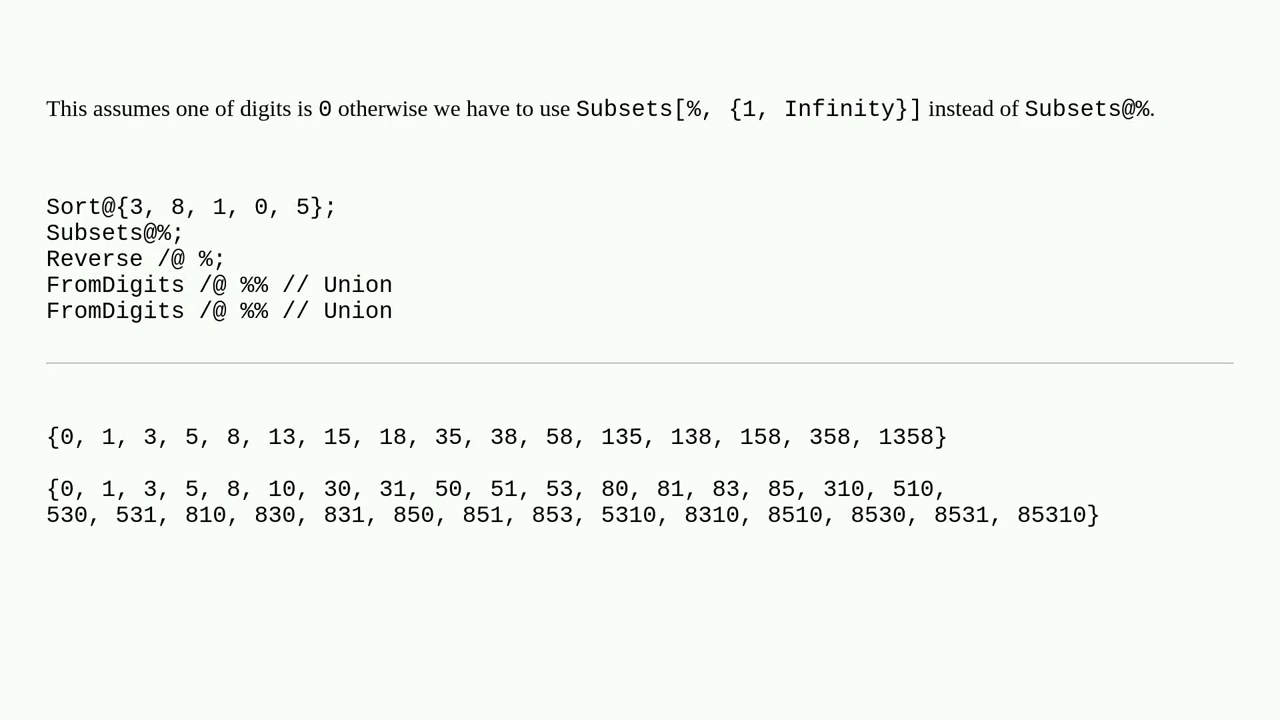 This assumes one of digits is 0 otherwise we have to use Subsets[%, {1, Infinity}] instead of Subsets@%.
Sort@{3, 8, 1, 0, 5};
Subsets@%;
Reverse /@ %;
FromDigits /@ %% // Union
FromDigits /@ %% // Union
{0, 1, 3, 5, 8, 13, 15, 18, 35, 38, 58, 135, 138, 158, 358, 1358}
{0, 1, 3, 5, 8, 10, 30, 31, 50, 51, 53, 80, 81, 83, 85, 310, 510,
530, 531, 810, 830, 831, 850, 851, 853, 5310, 8310, 8510, 8530, 8531, 85310}